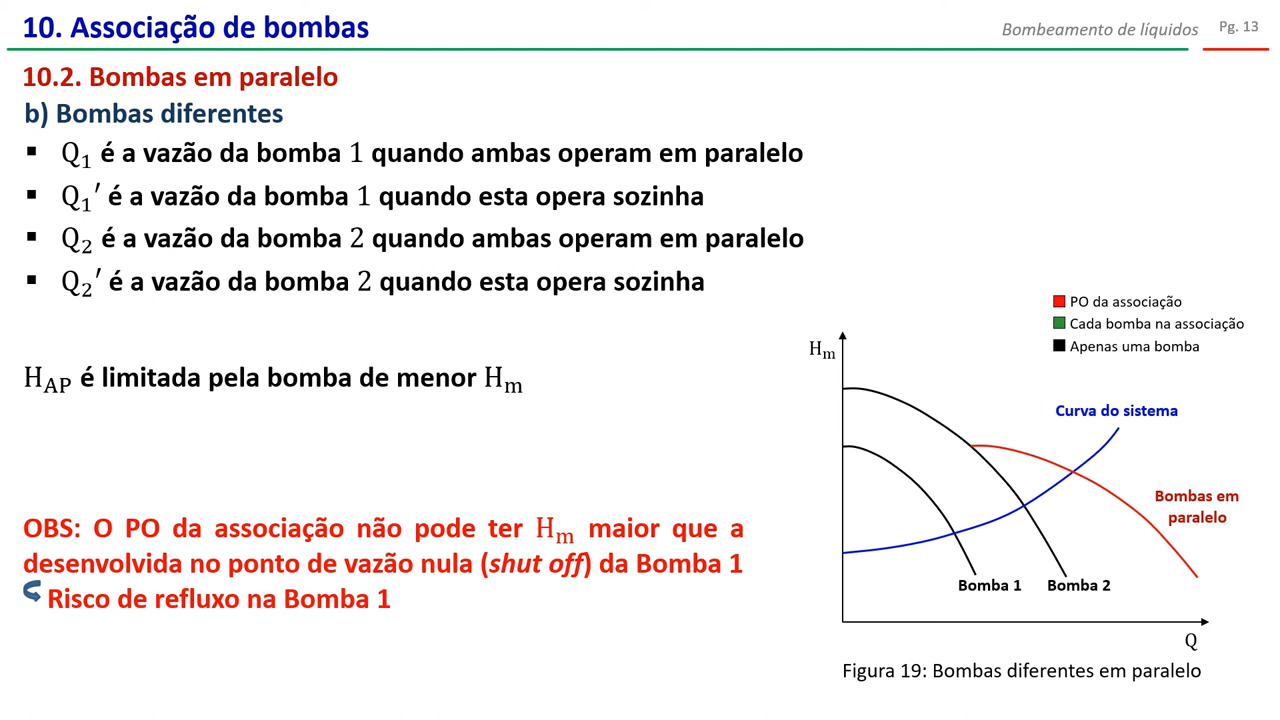 10. Associação de bombas
Bombeamento de líquidos
Pg. 13
10.2. Bombas em paralelo
b) Bombas diferentes
▪ Q₁ é a vazão da bomba 1 quando ambas operam em paralelo
▪ Q₁′ é a vazão da bomba 1 quando esta opera sozinha
▪ Q₂ é a vazão da bomba 2 quando ambas operam em paralelo
▪ Q₂′ é a vazão da bomba 2 quando esta opera sozinha
H_AP é limitada pela bomba de menor H_m
OBS: O PO da associação não pode ter H_m maior que a
desenvolvida no ponto de vazão nula (shut off) da Bomba 1
Risco de refluxo na Bomba 1
PO da associação
Cada bomba na associação
Apenas uma bomba
H_m
Curva do sistema
Bombas em
paralelo
Bomba 1
Bomba 2
Q
Figura 19: Bombas diferentes em paralelo